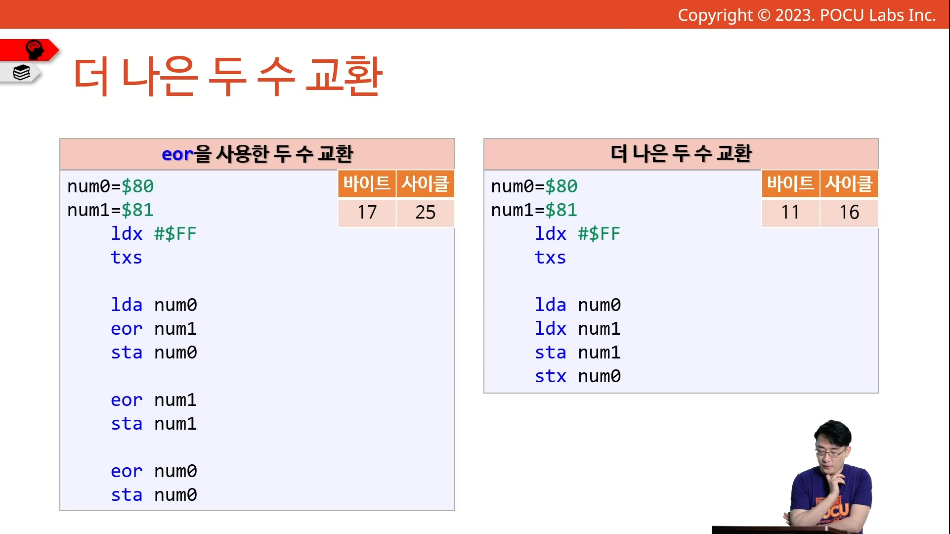 Copyright © 2023. POCU Labs Inc.
더 나은 두 수 교환
eor을 사용한 두 수 교환
바이트 사이클
17 25
num0=$80
num1=$81
ldx #$FF
txs
lda num0
eor num1
sta num0
eor num1
sta num1
eor num0
sta num0
더 나은 두 수 교환
바이트 사이클
11 16
num0=$80
num1=$81
ldx #$FF
txs
lda num0
ldx num1
sta num1
stx num0
POCU